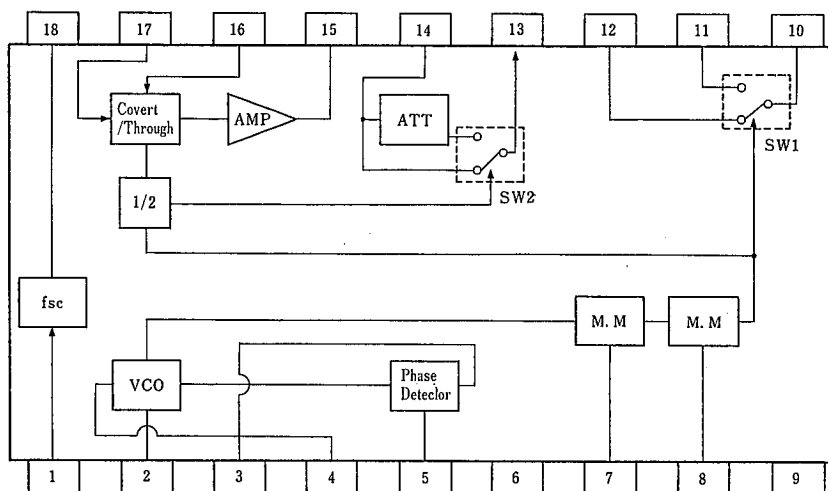 18 17 16 15 14 13 12 11 10
Covert
/Through
AMP
ATT
SW2
SW1
1/2
fsc
M.M M.M
VCO
Phase
Deteclor
1 2 3 4 5 6 7 8 9